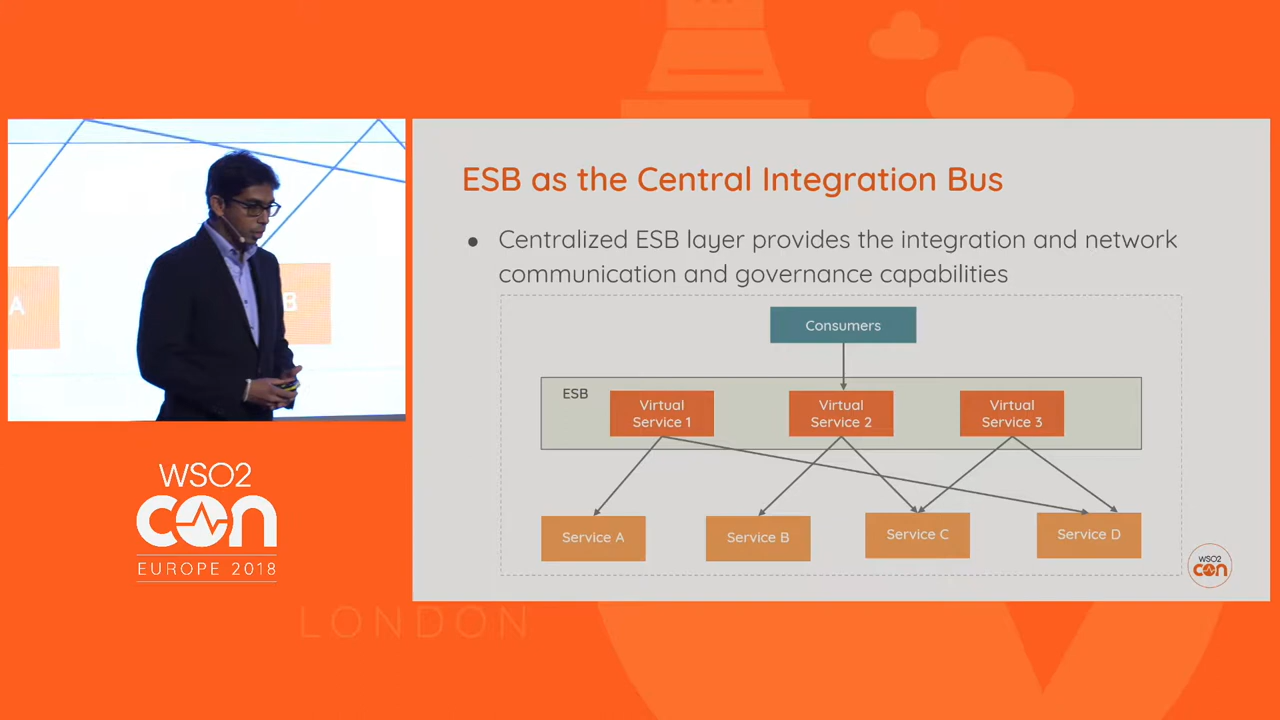 A
B
WSO2
CON
EUROPE 2018
LONDON
ESB as the Central Integration Bus
● Centralized ESB layer provides the integration and network
communication and governance capabilities
Consumers
ESB
Virtual
Service 1
Virtual
Service 2
Virtual
Service 3
Service A
Service B
Service C
Service D
WSO2
CON